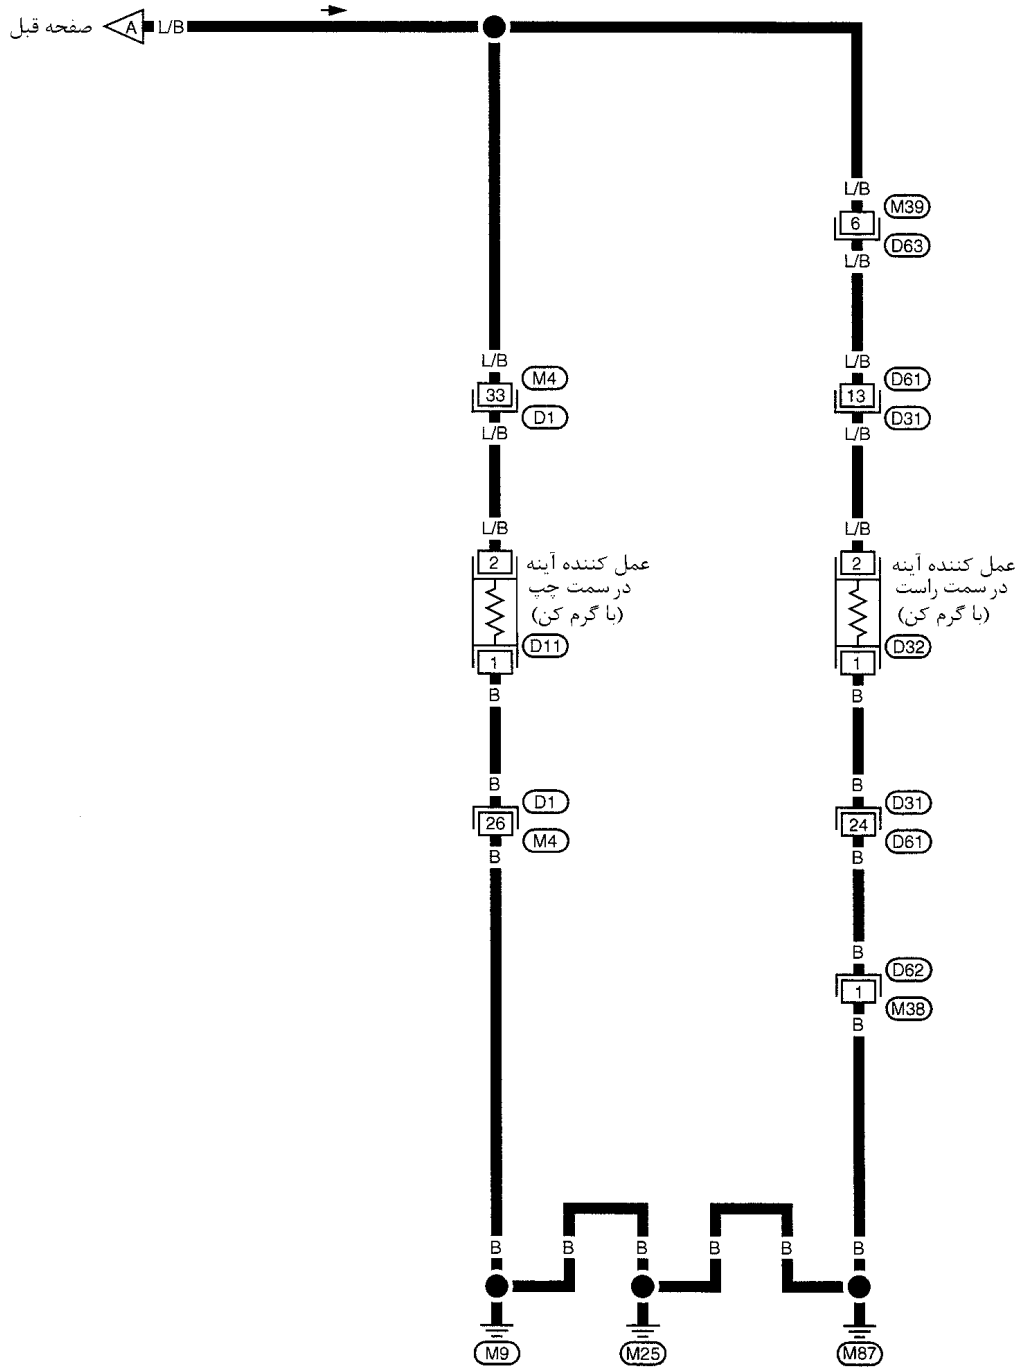 صفحه قبل A L/B
L/B
M39
6
D63
L/B
L/B L/B
M4 D61
33 13
D1 D31
L/B L/B
L/B L/B
2 عمل کننده آینه 2 عمل کننده آینه
در سمت چپ در سمت راست
(با گرم کن) (با گرم کن)
D11 D32
1 1
B B
B B
D1 D31
26 24
M4 D61
B B
B
D62
1
M38
B
B B B B B B
M9 M25 M87